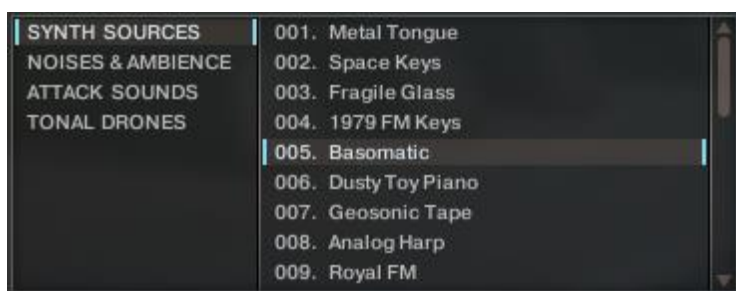 SYNTH SOURCES
NOISES & AMBIENCE
ATTACK SOUNDS
TONAL DRONES
001. Metal Tongue
002. Space Keys
003. Fragile Glass
004. 1979 FM Keys
005. Basomatic
006. Dusty Toy Piano
007. Geosonic Tape
008. Analog Harp
009. Royal FM